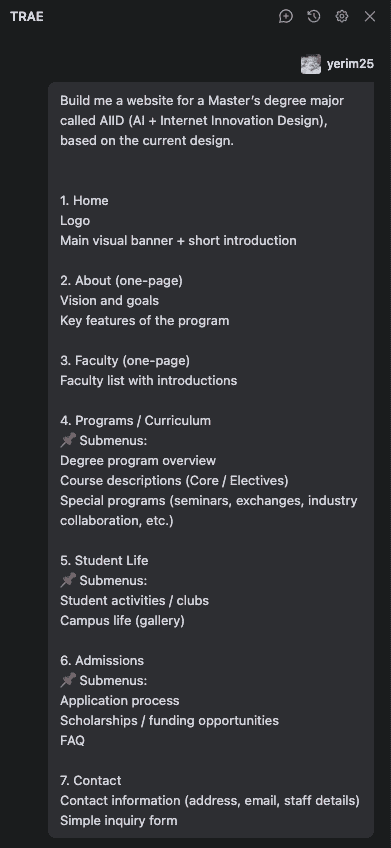 TRAE
yerim25
Build me a website for a Master's degree major
called AIID (AI + Internet Innovation Design),
based on the current design.
1. Home
Logo
Main visual banner + short introduction
2. About (one-page)
Vision and goals
Key features of the program
3. Faculty (one-page)
Faculty list with introductions
4. Programs / Curriculum
📌 Submenus:
Degree program overview
Course descriptions (Core / Electives)
Special programs (seminars, exchanges, industry
collaboration, etc.)
5. Student Life
📌 Submenus:
Student activities / clubs
Campus life (gallery)
6. Admissions
📌 Submenus:
Application process
Scholarships / funding opportunities
FAQ
7. Contact
Contact information (address, email, staff details)
Simple inquiry form